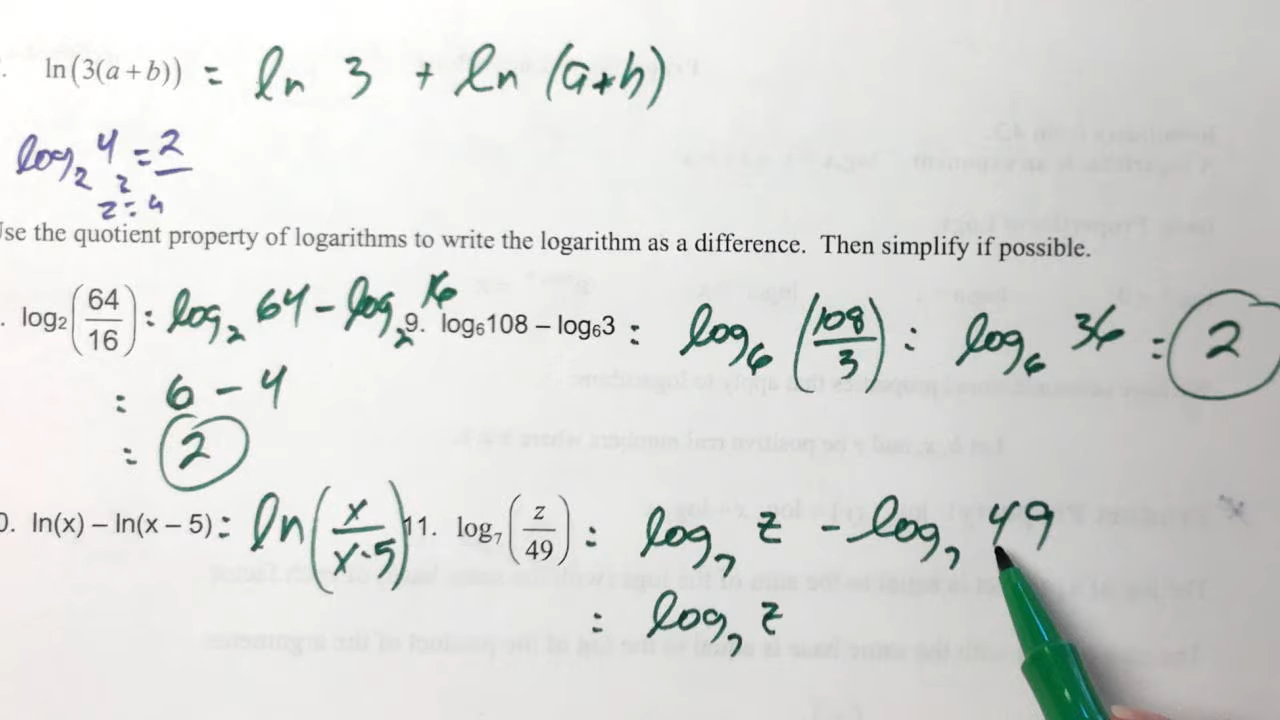 . ln(3(a+b)) = ln 3 + ln (a+b)
log₂ 4 = 2
2² = 4
Use the quotient property of logarithms to write the logarithm as a difference. Then simplify if possible.
. log₂(64/16) = log₂ 64 - log₂ 16
= 6 - 4
= 2
9. log₆108 – log₆3 = log₆ (108/3) = log₆ 36 = 2
0. ln(x) – ln(x – 5) = ln(x/x-5)
11. log₇(z/49) = log₇ z - log₇ 49
= log₇ z